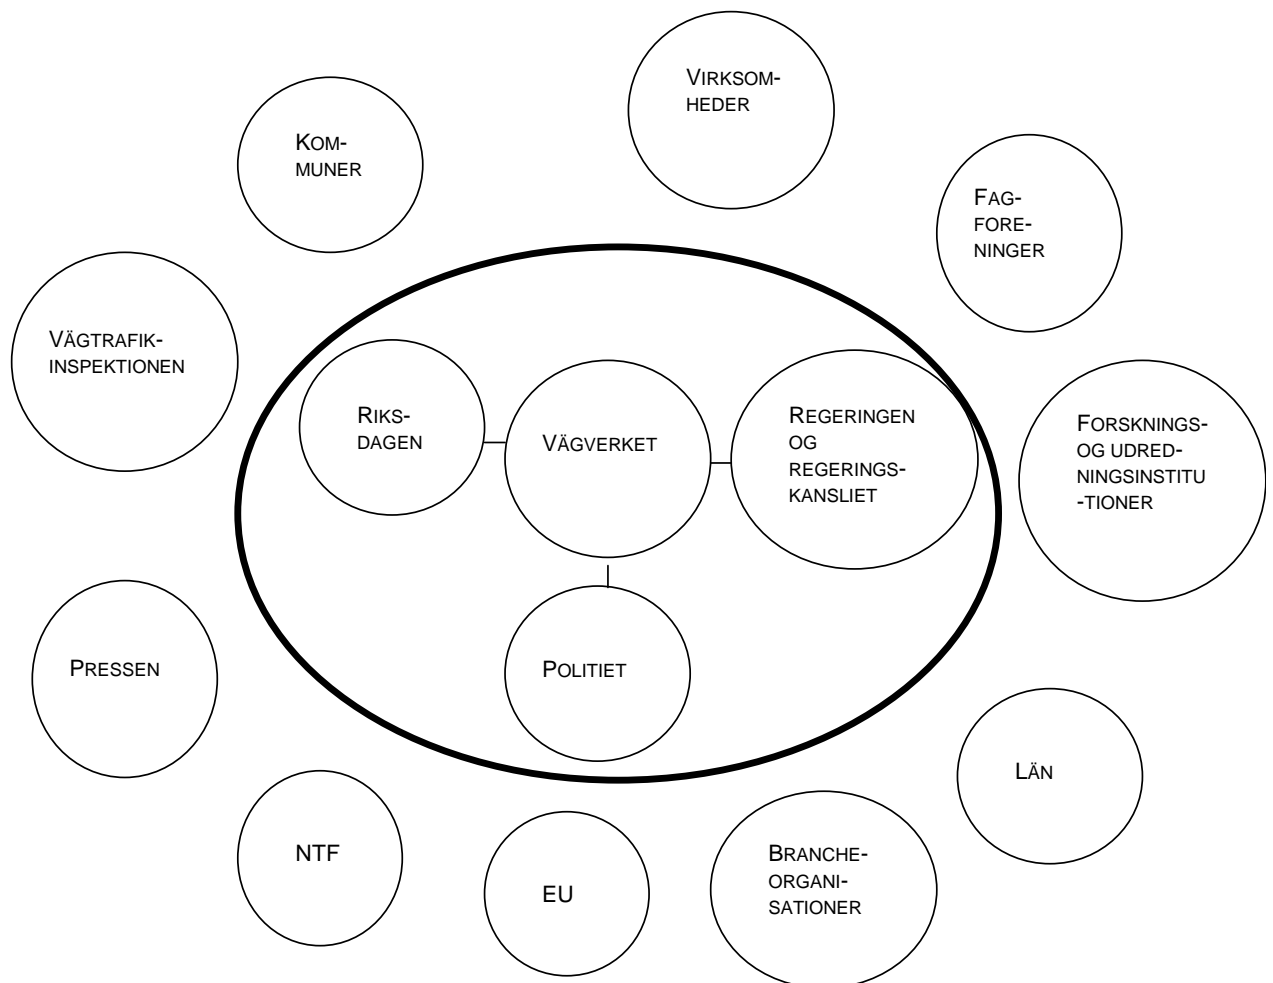 VIRKSOM-
HEDER
KOM-
MUNER
FAG-
FORE-
NINGER
VÄGTRAFIK-
INSPEKTIONEN
RIKS-
DAGEN
VÄGVERKET
REGERINGEN
OG
REGERINGS-
KANSLIET
FORSKNINGS-
OG UDRED-
NINGSINSTITU
-TIONER
PRESSEN
POLITIET
LÄN
NTF
EU
BRANCHE-
ORGANI-
SATIONER